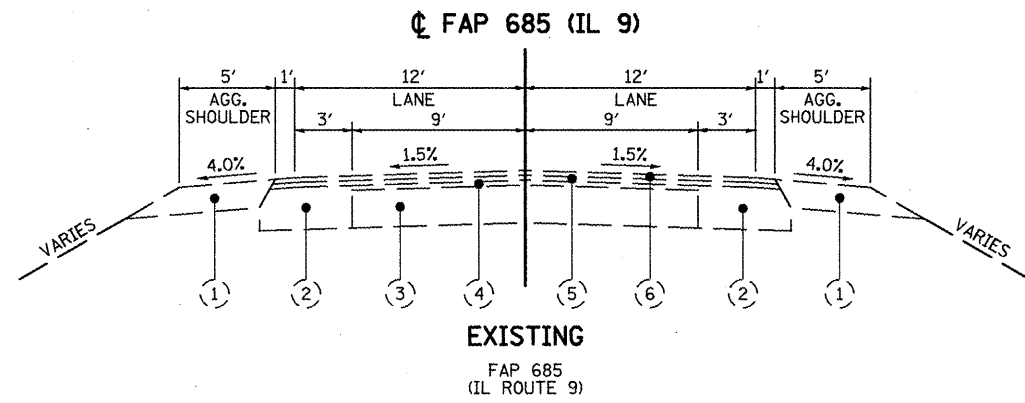 ℄ FAP 685 (IL 9)
5' 1' 12' 12' 1' 5'
AGG. SHOULDER LANE LANE AGG. SHOULDER
3' 9' 9' 3'
4.0% 1.5% 1.5% 4.0%
VARIES VARIES
1 2 3 4 5 6 2 1
EXISTING
FAP 685
(IL ROUTE 9)